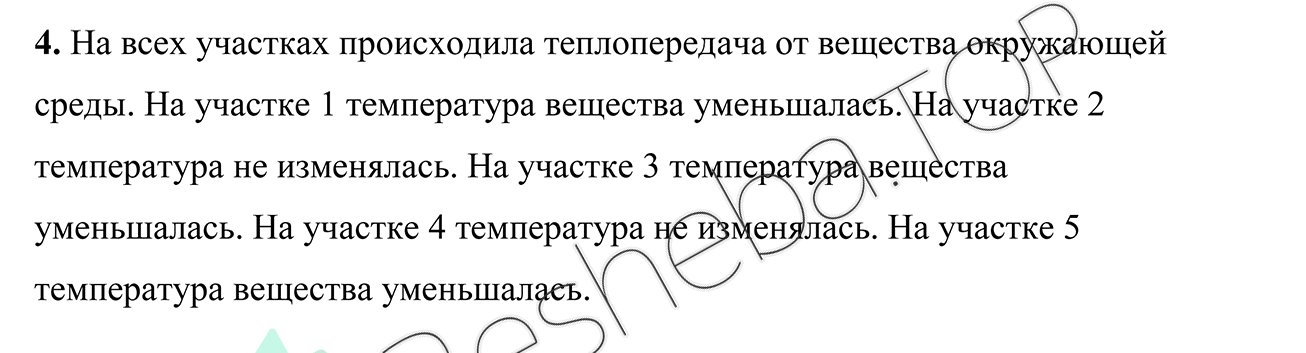 4. На всех участках происходила теплопередача от вещества окружающей
среды. На участке 1 температура вещества уменьшалась. На участке 2
температура не изменялась. На участке 3 температура вещества
уменьшалась. На участке 4 температура не изменялась. На участке 5
температура вещества уменьшалась.
Resheba.TOP